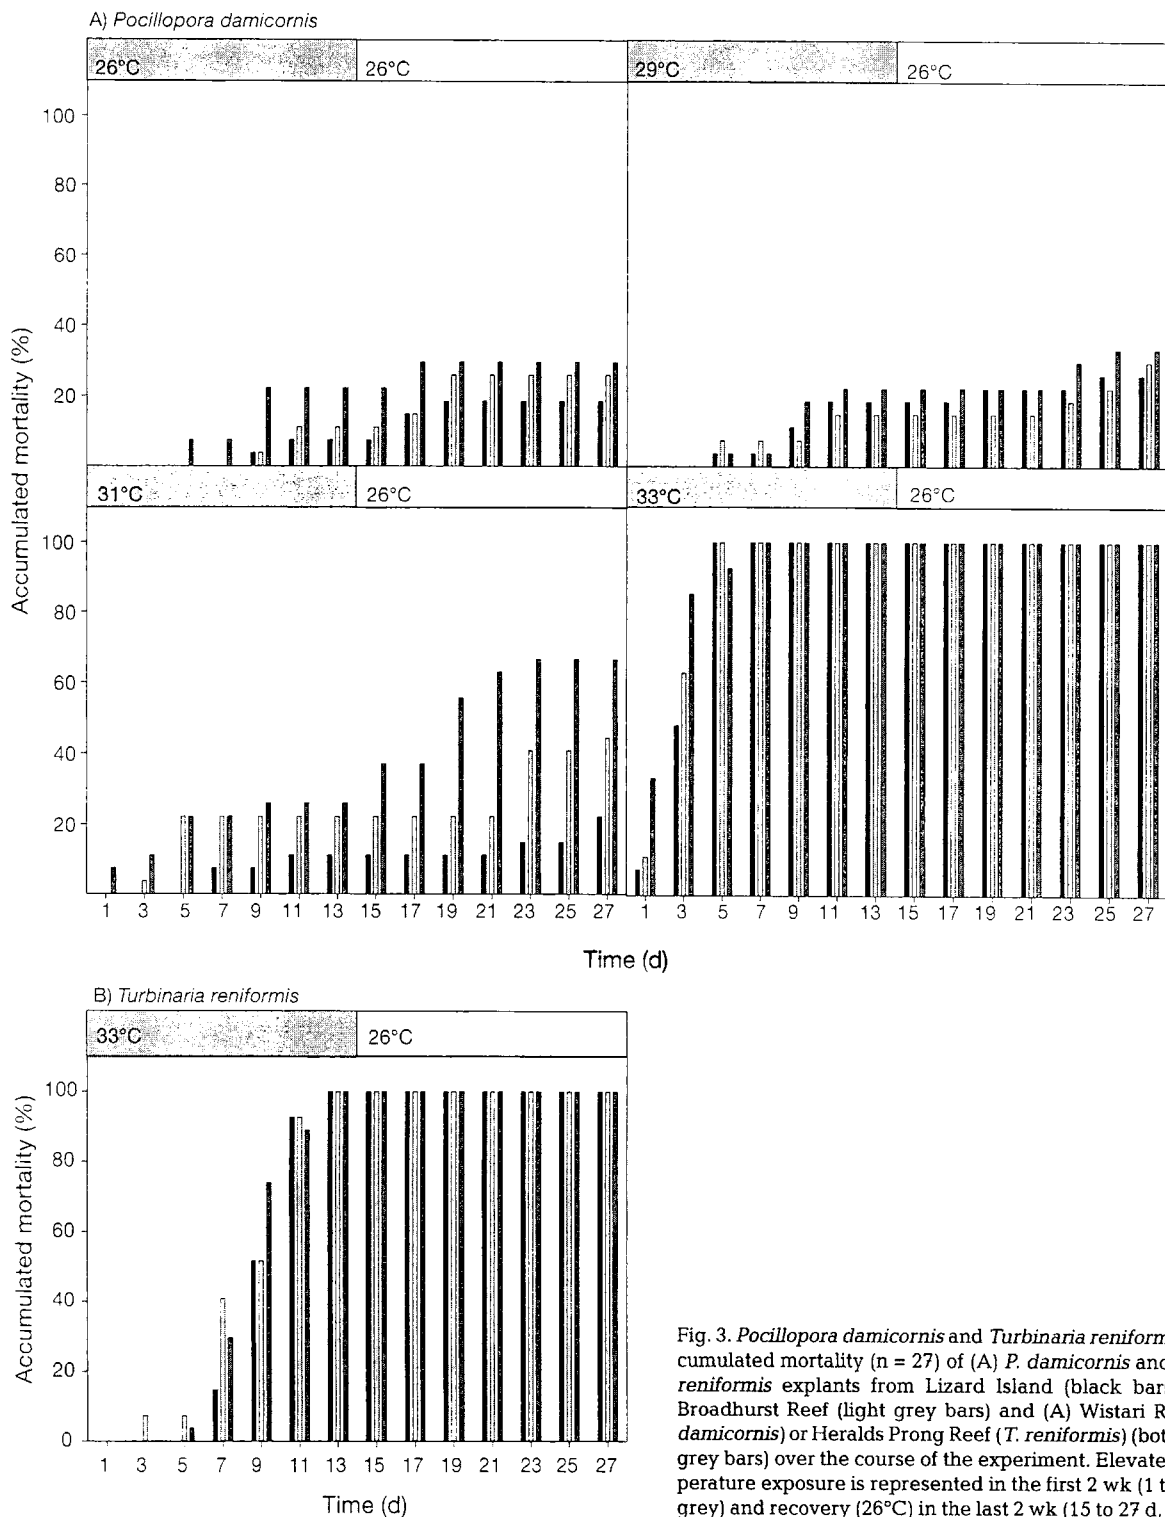 A) Pocillopora damicornis
26°C 26°C 29°C 26°C
100
80
60
40
20
31°C 26°C 33°C 26°C
100
80
60
40
20
Accumulated mortality (%)
1 3 5 7 9 11 13 15 17 19 21 23 25 27 1 3 5 7 9 11 13 15 17 19 21 23 25 27
Time (d)
B) Turbinaria reniformis
33°C 26°C
100
80
60
40
20
0
Accumulated mortality (%)
1 3 5 7 9 11 13 15 17 19 21 23 25 27
Time (d)
Fig. 3. Pocillopora damicornis and Turbinaria reniform
cumulated mortality (n = 27) of (A) P. damicornis and
reniformis explants from Lizard Island (black bars
Broadhurst Reef (light grey bars) and (A) Wistari R
damicornis) or Heralds Prong Reef (T. reniformis) (bot
grey bars) over the course of the experiment. Elevate
perature exposure is represented in the first 2 wk (1 t
grey) and recovery (26°C) in the last 2 wk (15 to 27 d,